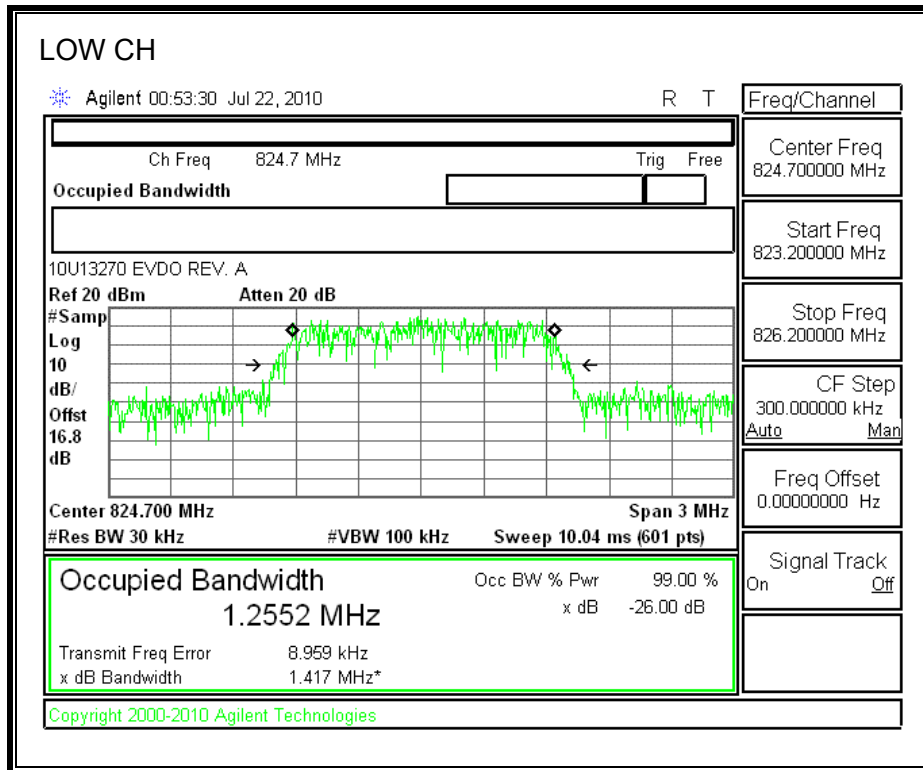 LOW CH
Agilent 00:53:30 Jul 22, 2010 R T
Freq/Channel
Ch Freq 824.7 MHz Trig Free
Occupied Bandwidth
Center Freq
824.700000 MHz
Start Freq
823.200000 MHz
10U13270 EVDO REV. A
Ref 20 dBm Atten 20 dB
#Samp
Log
10
dB/
Offst
16.8
dB
Stop Freq
826.200000 MHz
CF Step
300.000000 kHz
Auto Man
Freq Offset
0.00000000 Hz
Center 824.700 MHz Span 3 MHz
#Res BW 30 kHz #VBW 100 kHz Sweep 10.04 ms (601 pts)
Signal Track
On Off
Occupied Bandwidth
1.2552 MHz
Occ BW % Pwr 99.00 %
x dB -26.00 dB
Transmit Freq Error 8.959 kHz
x dB Bandwidth 1.417 MHz*
Copyright 2000-2010 Agilent Technologies